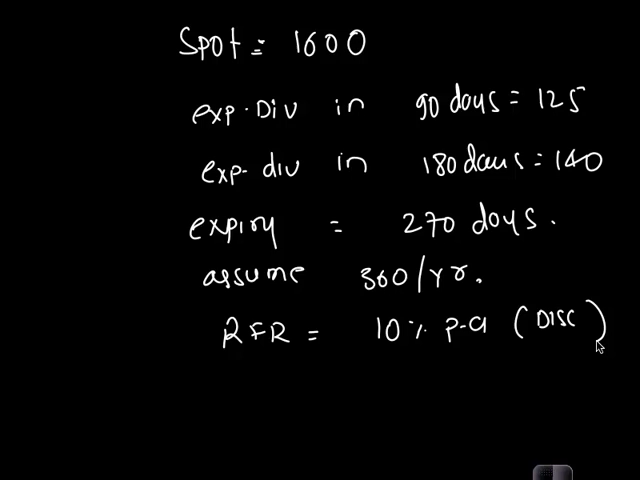 Spot = 1600
exp. Div in 90 days = 125
exp. div in 180 days = 140
expiry = 270 days.
assume 360/yr.
RFR = 10% p.a (DISC)